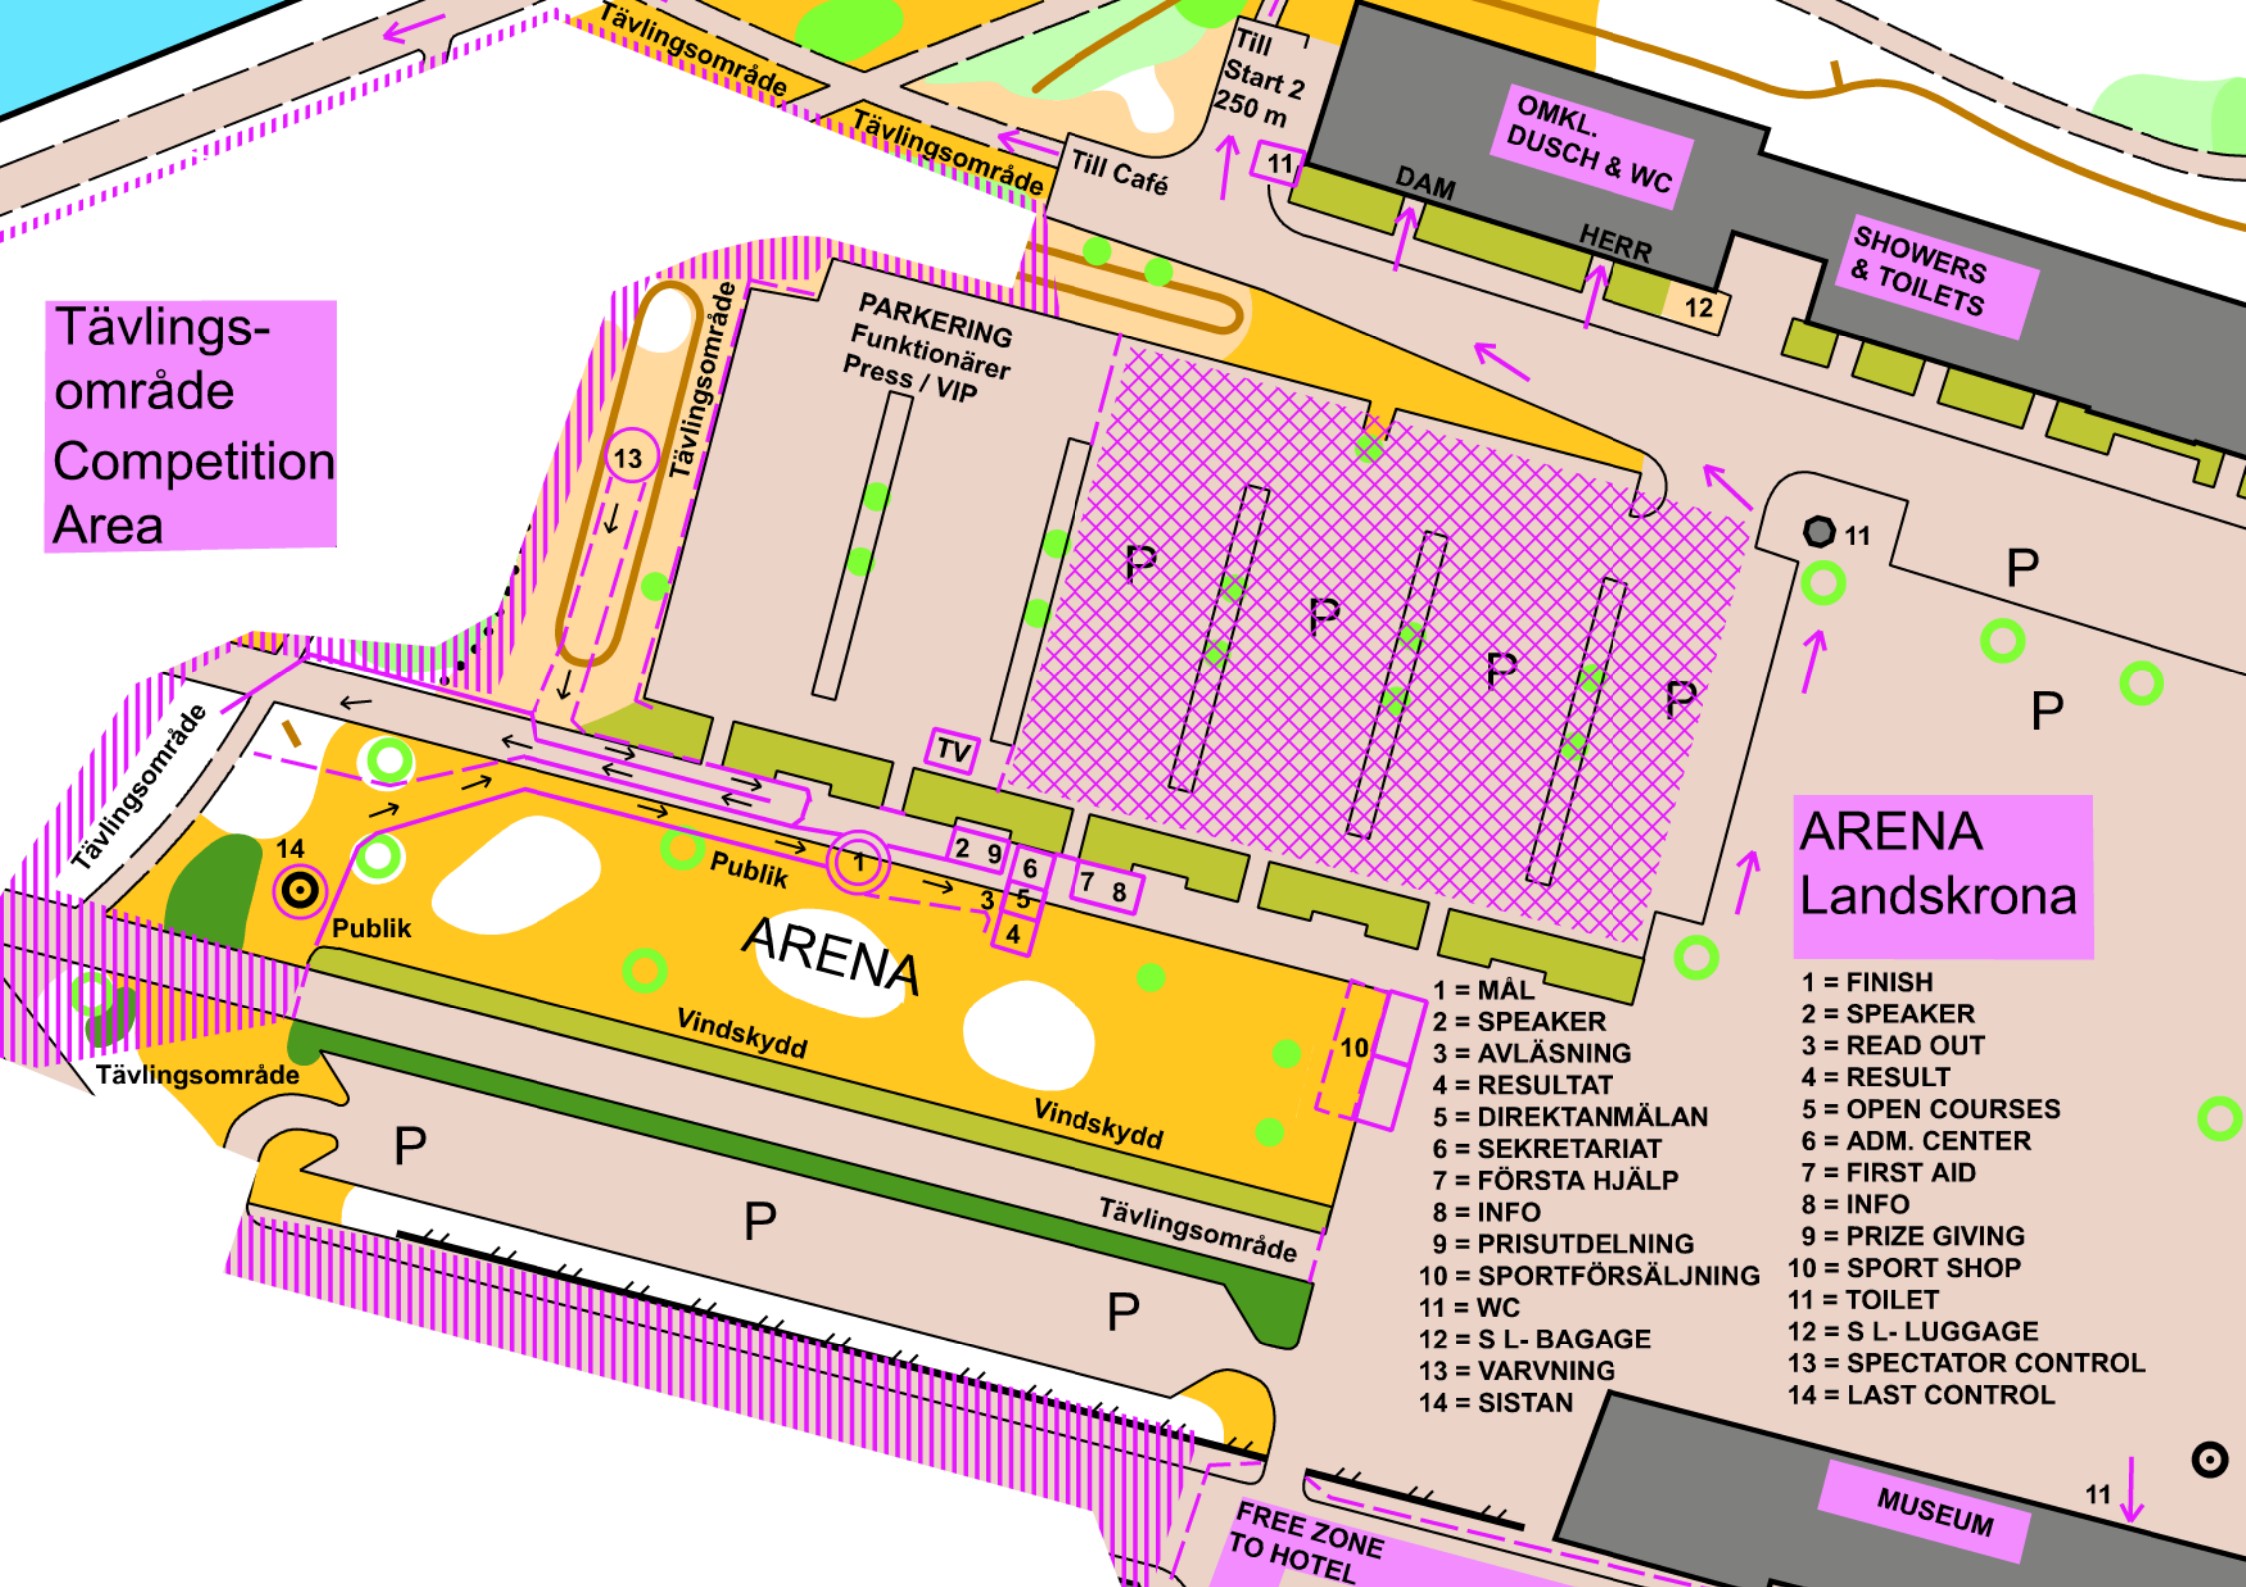 Tävlingsområde
Tävlingsområde
Till
Start 2
250 m
Till Café
11
OMKL.
DUSCH & WC
DAM
HERR
12
SHOWERS
& TOILETS
Tävlings-
område
Competition
Area
PARKERING
Funktionärer
Press / VIP
Tävlingsområde
13
P
P
P
P
11
P
P
TV
Tävlingsområde
14
Publik
Publik
1
2 9
6
5
3
4
7 8
ARENA
Vindskydd
Vindskydd
10
Tävlingsområde
Tävlingsområde
P
P
P
ARENA
Landskrona
1 = MÅL
2 = SPEAKER
3 = AVLÄSNING
4 = RESULTAT
5 = DIREKTANMÄLAN
6 = SEKRETARIAT
7 = FÖRSTA HJÄLP
8 = INFO
9 = PRISUTDELNING
10 = SPORTFÖRSÄLJNING
11 = WC
12 = S L- BAGAGE
13 = VARVNING
14 = SISTAN
1 = FINISH
2 = SPEAKER
3 = READ OUT
4 = RESULT
5 = OPEN COURSES
6 = ADM. CENTER
7 = FIRST AID
8 = INFO
9 = PRIZE GIVING
10 = SPORT SHOP
11 = TOILET
12 = S L- LUGGAGE
13 = SPECTATOR CONTROL
14 = LAST CONTROL
11
MUSEUM
FREE ZONE
TO HOTEL